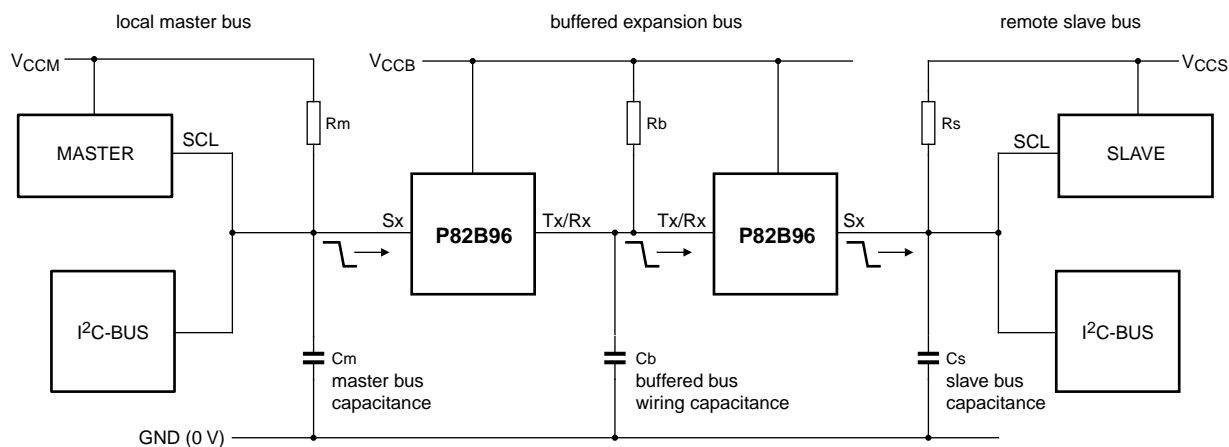 local master bus
buffered expansion bus
remote slave bus
VCCM
VCCB
VCCS
Rm
Rb
Rs
MASTER
SCL
SCL
SLAVE
Sx
P82B96
Tx/Rx
Tx/Rx
P82B96
Sx
I2C-BUS
I2C-BUS
Cm
master bus
capacitance
Cb
buffered bus
wiring capacitance
Cs
slave bus
capacitance
GND (0 V)